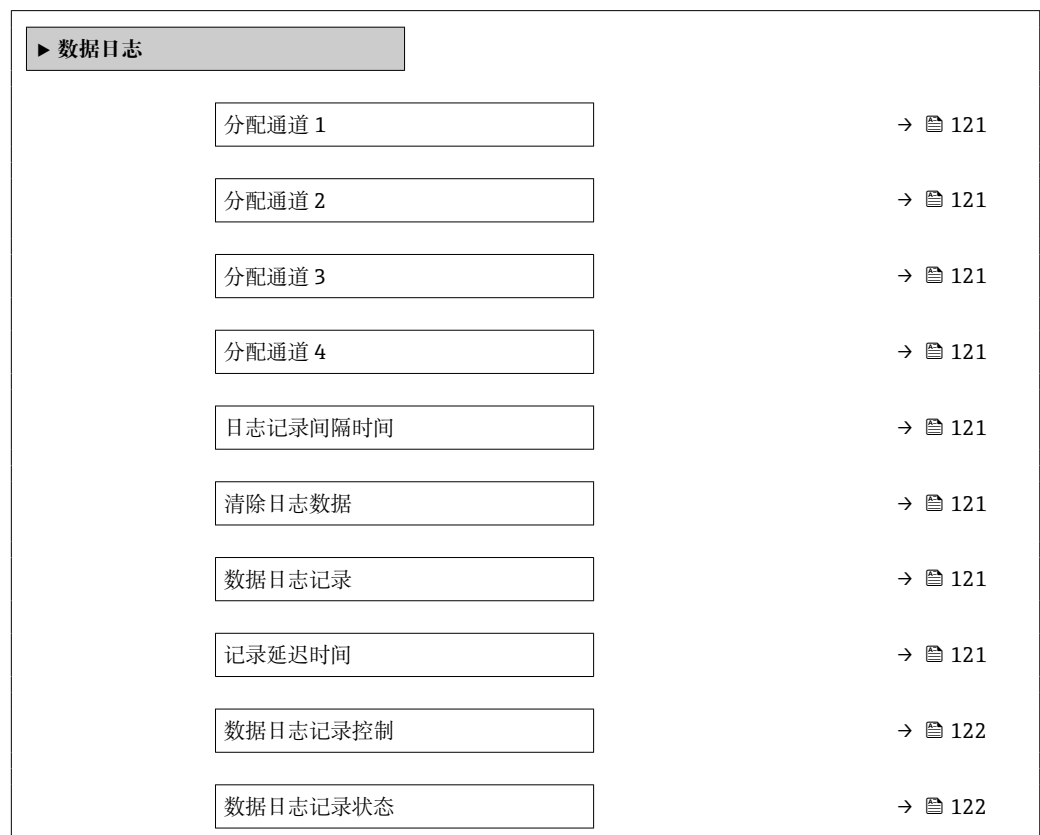 ▶ 数据日志
分配通道 1 → 121
分配通道 2 → 121
分配通道 3 → 121
分配通道 4 → 121
日志记录间隔时间 → 121
清除日志数据 → 121
数据日志记录 → 121
记录延迟时间 → 121
数据日志记录控制 → 122
数据日志记录状态 → 122